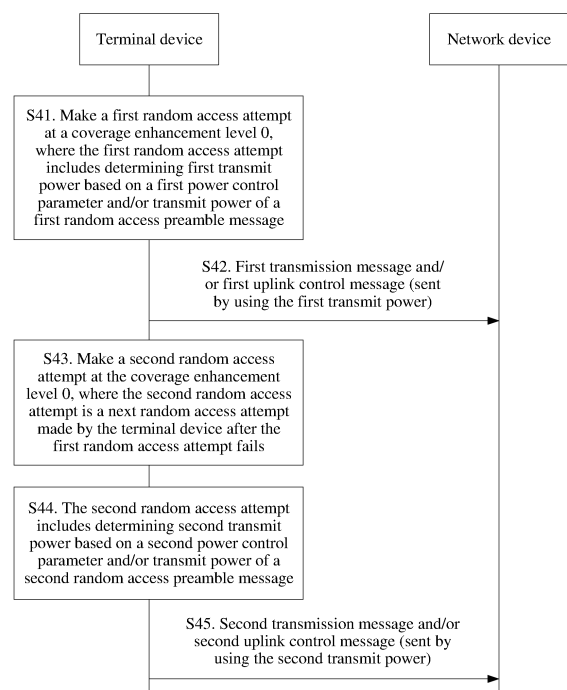 Terminal device
Network device
S41. Make a first random access attempt
at a coverage enhancement level 0,
where the first random access attempt
includes determining first transmit
power based on a first power control
parameter and/or transmit power of a
first random access preamble message
S42. First transmission message and/
or first uplink control message (sent
by using the first transmit power)
S43. Make a second random access
attempt at the coverage enhancement
level 0, where the second random access
attempt is a next random access attempt
made by the terminal device after the
first random access attempt fails
S44. The second random access attempt
includes determining second transmit
power based on a second power control
parameter and/or transmit power of a
second random access preamble message
S45. Second transmission message and/or
second uplink control message (sent by
using the second transmit power)